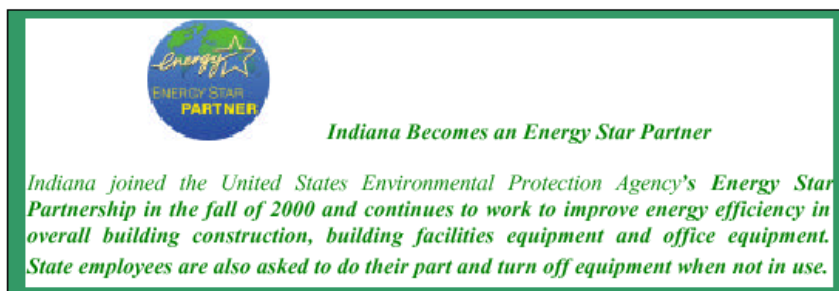 energy
ENERGY STAR
PARTNER
Indiana Becomes an Energy Star Partner
Indiana joined the United States Environmental Protection Agency's Energy Star
Partnership in the fall of 2000 and continues to work to improve energy efficiency in
overall building construction, building facilities equipment and office equipment.
State employees are also asked to do their part and turn off equipment when not in use.